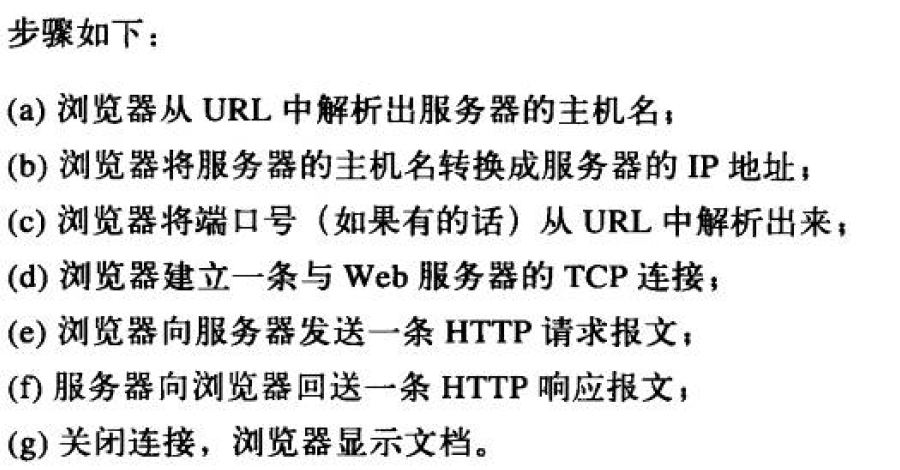 步骤如下：
(a) 浏览器从 URL 中解析出服务器的主机名；
(b) 浏览器将服务器的主机名转换成服务器的 IP 地址；
(c) 浏览器将端口号（如果有的话）从 URL 中解析出来；
(d) 浏览器建立一条与 Web 服务器的 TCP 连接；
(e) 浏览器向服务器发送一条 HTTP 请求报文；
(f) 服务器向浏览器回送一条 HTTP 响应报文；
(g) 关闭连接，浏览器显示文档。